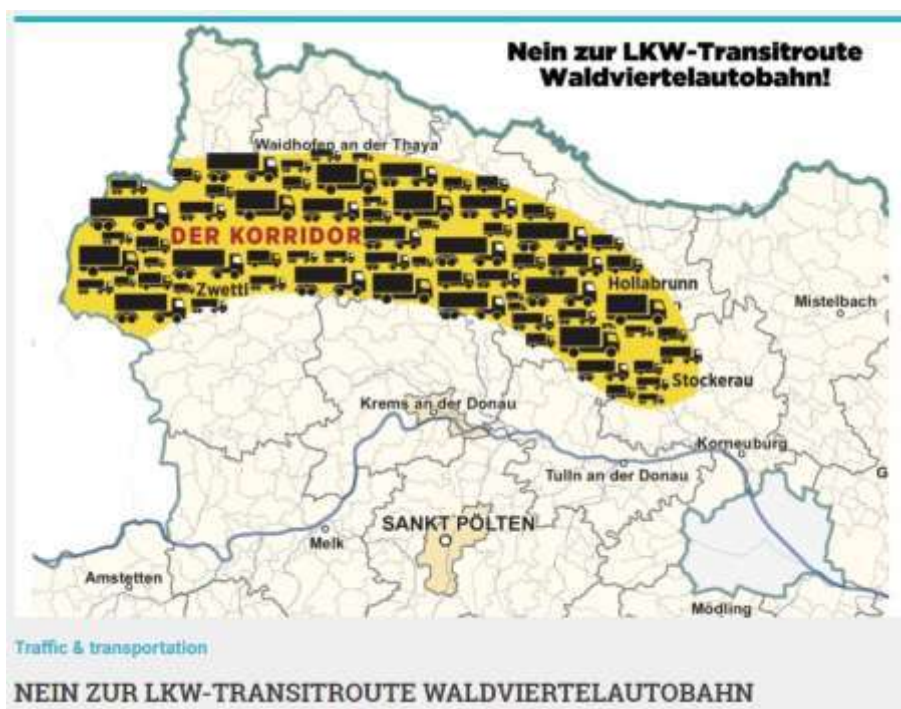 Nein zur LKW-Transitroute
Waldviertelautobahn!
Waidhofen an der Thaya
DER KORRIDOR
Zwettl
Hollabrunn
Mistelbach
Stockerau
Krems an der Donau
Korneuburg
Tulln an der Donau
G
SANKT PÖLTEN
Melk
Amstetten
Mödling
Traffic & transportation
NEIN ZUR LKW-TRANSITROUTE WALDVIERTELAUTOBAHN